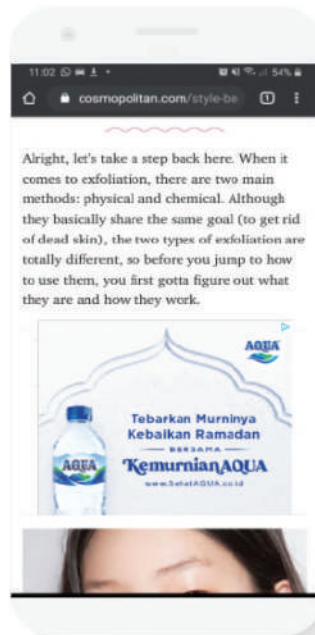 11:02
54%
cosmopolitan.com/style-be
1
Alright, let's take a step back here. When it
comes to exfoliation, there are two main
methods: physical and chemical. Although
they basically share the same goal (to get rid
of dead skin), the two types of exfoliation are
totally different, so before you jump to how
to use them, you first gotta figure out what
they are and how they work.
AQUA
Tebarkan Murninya
Kebaikan Ramadan
BERSAMA
KemurnianAQUA
www.SehatAQUA.co.id
AQUA